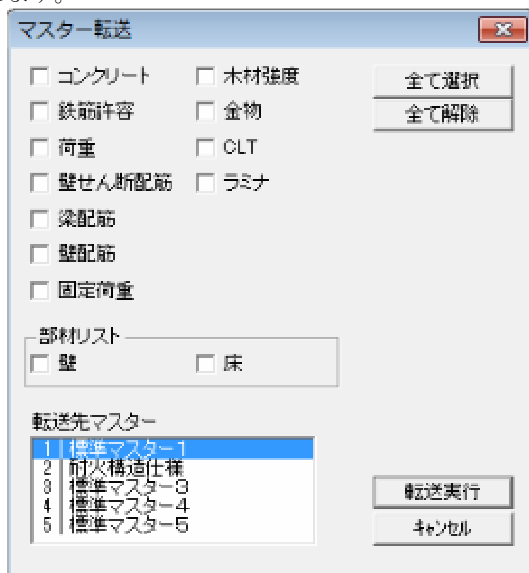 ます。
マスター転送
コンクリート 木材強度 全て選択
鉄筋許容 金物 全て解除
荷重 CLT
壁せん断配筋 ラミナ
梁配筋
壁配筋
固定荷重
部材リスト
壁 床
転送先マスター
1 | 標準マスター1
2 | 耐火構造仕様
3 | 標準マスター3
4 | 標準マスター4
5 | 標準マスター5
転送実行
キャンセル